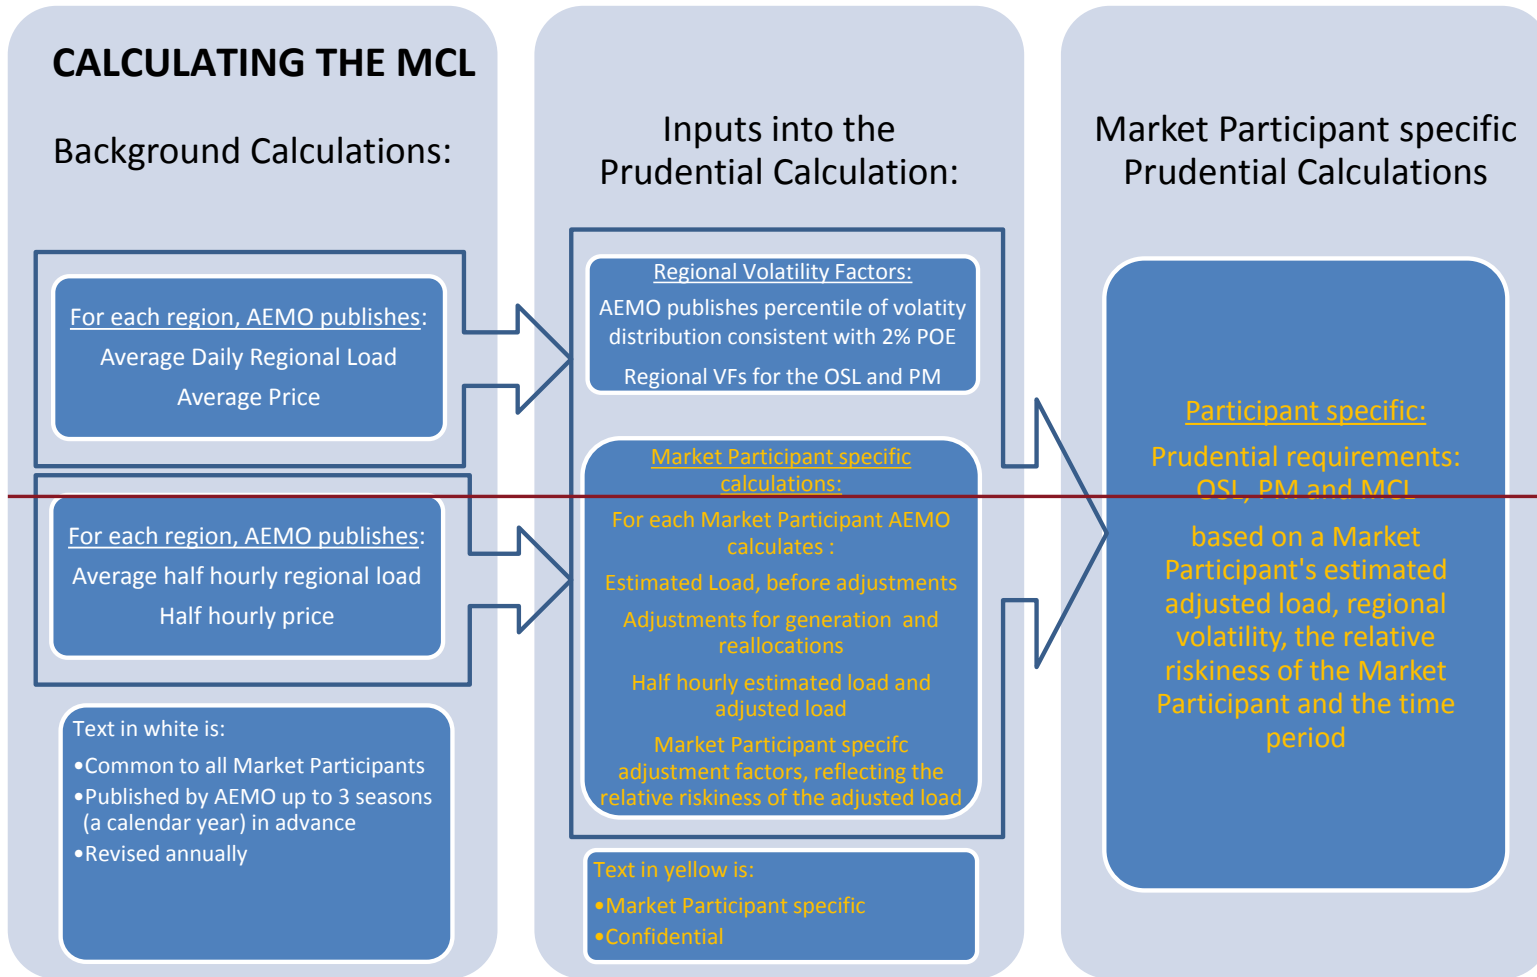 CALCULATING THE MCL
Background Calculations:
For each region, AEMO publishes:
Average Daily Regional Load
Average Price
For each region, AEMO publishes:
Average half hourly regional load
Half hourly price
Text in white is:
•Common to all Market Participants
•Published by AEMO up to 3 seasons
(a calendar year) in advance
•Revised annually
Inputs into the
Prudential Calculation:
Regional Volatility Factors:
AEMO publishes percentile of volatity
distribution consistent with 2% POE
Regional VFs for the OSL and PM
Market Participant specific
calculations:
For each Market Participant AEMO
calculates :
Estimated Load, before adjustments
Adjustments for generation and
reallocations
Half hourly estimated load and
adjusted load
Market Participant specifc
adjustment factors, reflecting the
relative riskiness of the adjusted load
Text in yellow is:
•Market Participant specific
•Confidential
Market Participant specific
Prudential Calculations
Participant specific:
Prudential requirements:
OSL, PM and MCL
based on a Market
Participant's estimated
adjusted load, regional
volatility, the relative
riskiness of the Market
Participant and the time
period